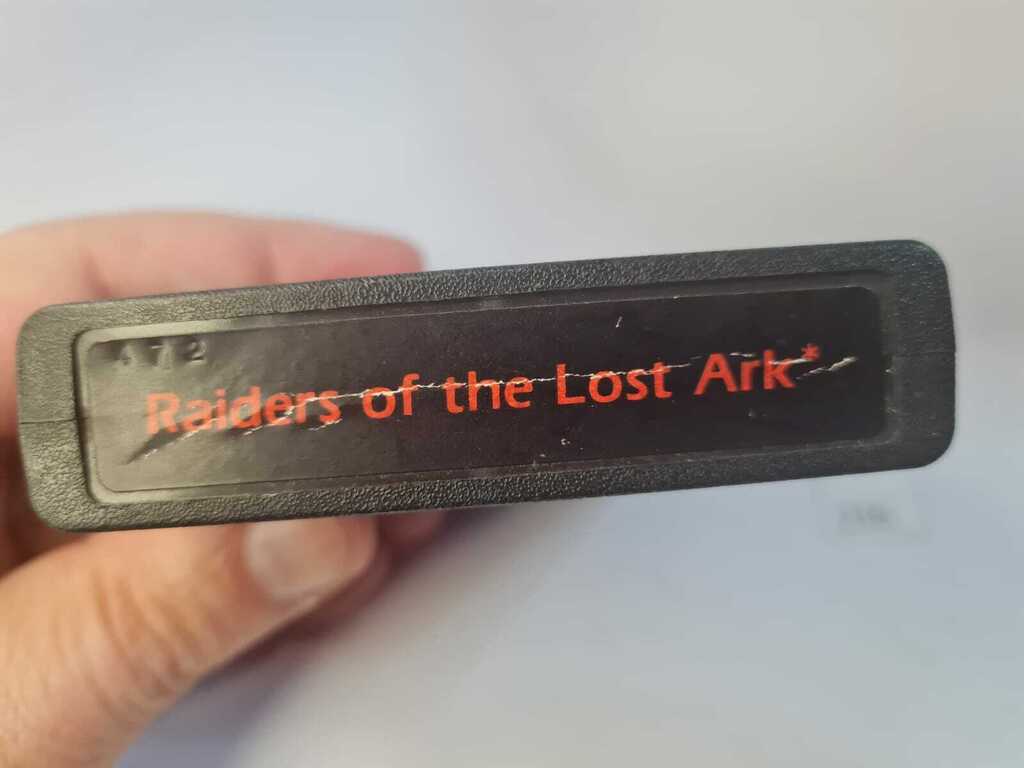 472
Raiders of the Lost Ark*